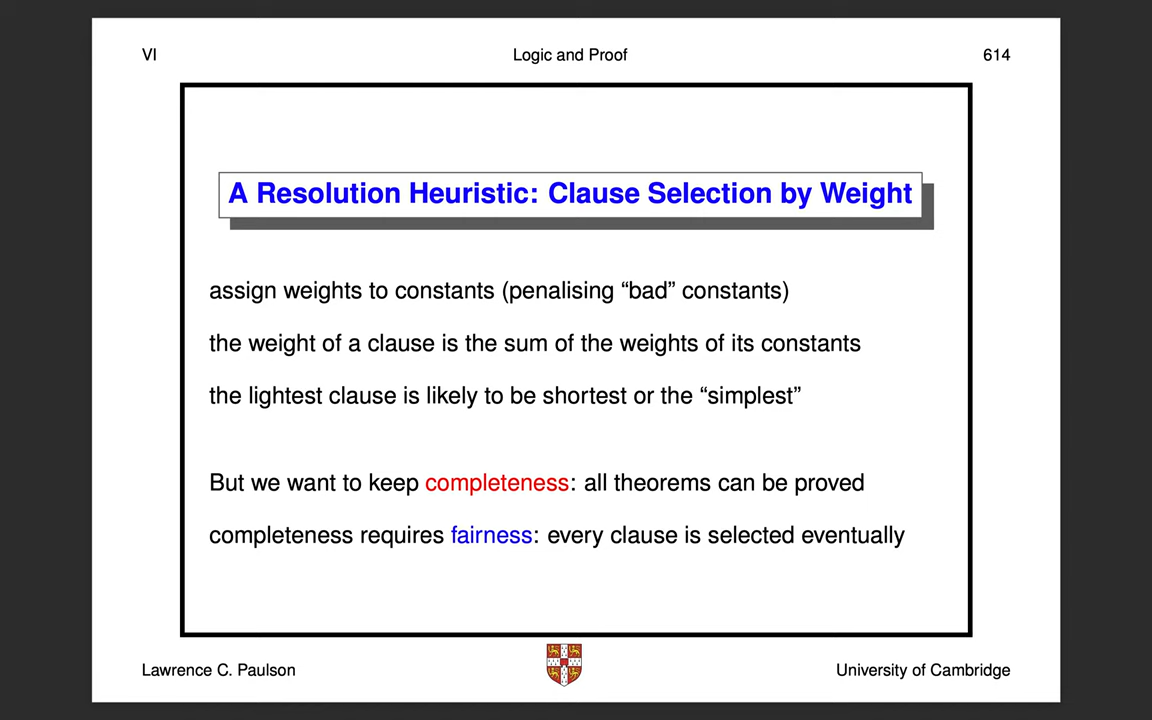 VI
Logic and Proof
614
A Resolution Heuristic: Clause Selection by Weight
assign weights to constants (penalising “bad” constants)
the weight of a clause is the sum of the weights of its constants
the lightest clause is likely to be shortest or the “simplest”
But we want to keep completeness: all theorems can be proved
completeness requires fairness: every clause is selected eventually
Lawrence C. Paulson
University of Cambridge